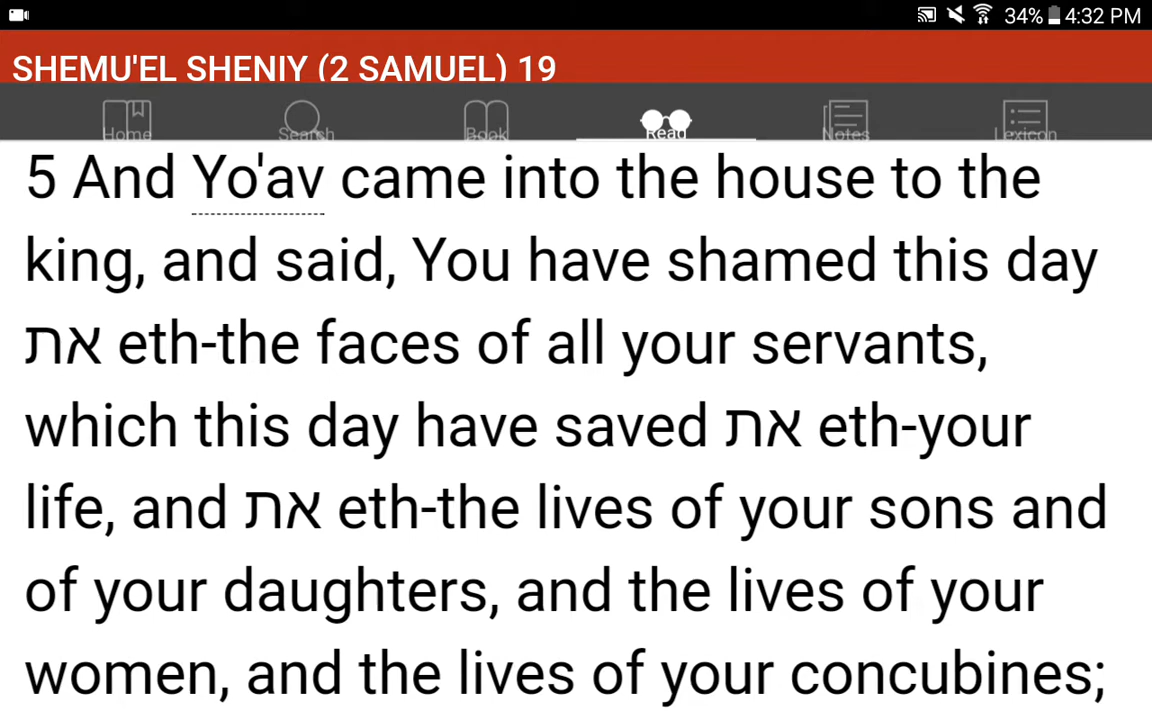 34% 4:32 PM
SHEMU'EL SHENIY (2 SAMUEL) 19
Home Search Book Read Notes Lexicon
5 And Yo'av came into the house to the
king, and said, You have shamed this day
את eth-the faces of all your servants,
which this day have saved את eth-your
life, and את eth-the lives of your sons and
of your daughters, and the lives of your
women, and the lives of your concubines;